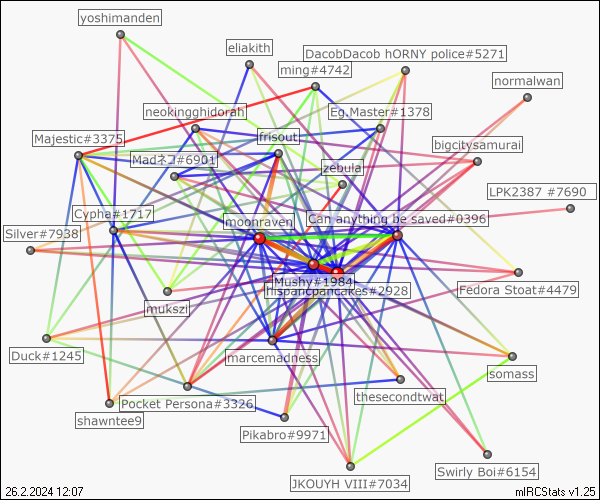 yoshimanden
eliakith
DacobDacob hORNY police#5271
ming#4742
normalwan
neokingghidorah
Eg.Master#1378
Majestic#3375
frisout
bigcitysamurai
Madネフ#6901
zebula
LPK2387 #7690
Cypha#1717
moonraven
Can anything be saved#0396
Silver#7938
Mushy#1984
hispancpancakes#2928
Fedora Stoat#4479
mukszi
Duck#1245
marcemadness
somass
Pocket Persona#3326
thesecondtwat
shawntee9
Pikabro#9971
JKOUYH VIII#7034
Swirly Boi#6154
26.2.2024 12:07
mIRCStats v1.25